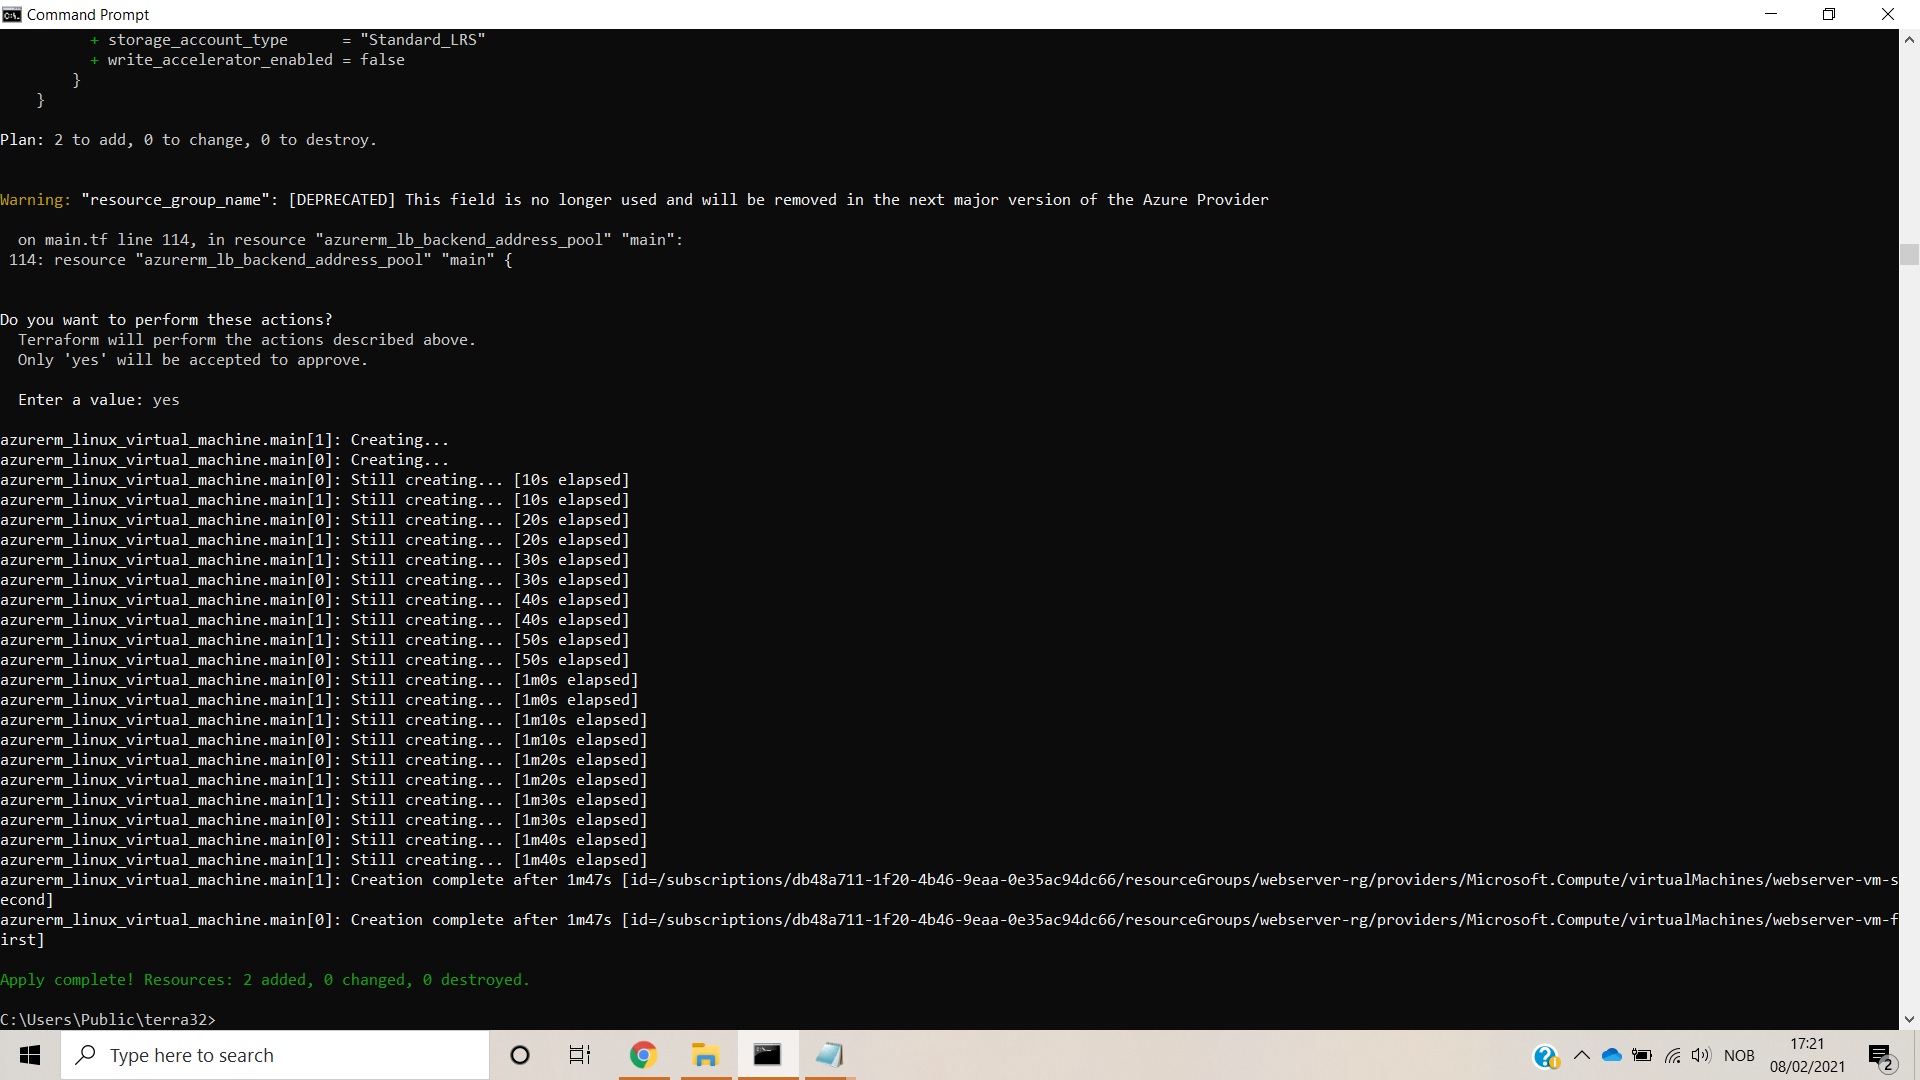 Command Prompt
+ storage_account_type      = "Standard_LRS"
+ write_accelerator_enabled = false
}
}
Plan: 2 to add, 0 to change, 0 to destroy.
Warning: "resource_group_name": [DEPRECATED] This field is no longer used and will be removed in the next major version of the Azure Provider
on main.tf line 114, in resource "azurerm_lb_backend_address_pool" "main":
114: resource "azurerm_lb_backend_address_pool" "main" {
Do you want to perform these actions?
Terraform will perform the actions described above.
Only 'yes' will be accepted to approve.
Enter a value: yes
azurerm_linux_virtual_machine.main[1]: Creating...
azurerm_linux_virtual_machine.main[0]: Creating...
azurerm_linux_virtual_machine.main[0]: Still creating... [10s elapsed]
azurerm_linux_virtual_machine.main[1]: Still creating... [10s elapsed]
azurerm_linux_virtual_machine.main[0]: Still creating... [20s elapsed]
azurerm_linux_virtual_machine.main[1]: Still creating... [20s elapsed]
azurerm_linux_virtual_machine.main[1]: Still creating... [30s elapsed]
azurerm_linux_virtual_machine.main[0]: Still creating... [30s elapsed]
azurerm_linux_virtual_machine.main[0]: Still creating... [40s elapsed]
azurerm_linux_virtual_machine.main[1]: Still creating... [40s elapsed]
azurerm_linux_virtual_machine.main[1]: Still creating... [50s elapsed]
azurerm_linux_virtual_machine.main[0]: Still creating... [50s elapsed]
azurerm_linux_virtual_machine.main[0]: Still creating... [1m0s elapsed]
azurerm_linux_virtual_machine.main[1]: Still creating... [1m0s elapsed]
azurerm_linux_virtual_machine.main[1]: Still creating... [1m10s elapsed]
azurerm_linux_virtual_machine.main[0]: Still creating... [1m10s elapsed]
azurerm_linux_virtual_machine.main[0]: Still creating... [1m20s elapsed]
azurerm_linux_virtual_machine.main[1]: Still creating... [1m20s elapsed]
azurerm_linux_virtual_machine.main[1]: Still creating... [1m30s elapsed]
azurerm_linux_virtual_machine.main[0]: Still creating... [1m30s elapsed]
azurerm_linux_virtual_machine.main[0]: Still creating... [1m40s elapsed]
azurerm_linux_virtual_machine.main[1]: Still creating... [1m40s elapsed]
azurerm_linux_virtual_machine.main[1]: Creation complete after 1m47s [id=/subscriptions/db48a711-1f20-4b46-9eaa-0e35ac94dc66/resourceGroups/webserver-rg/providers/Microsoft.Compute/virtualMachines/webserver-vm-s
econd]
azurerm_linux_virtual_machine.main[0]: Creation complete after 1m47s [id=/subscriptions/db48a711-1f20-4b46-9eaa-0e35ac94dc66/resourceGroups/webserver-rg/providers/Microsoft.Compute/virtualMachines/webserver-vm-f
irst]
Apply complete! Resources: 2 added, 0 changed, 0 destroyed.
C:\Users\Public\terra32>
Type here to search
NOB
17:21
08/02/2021
2